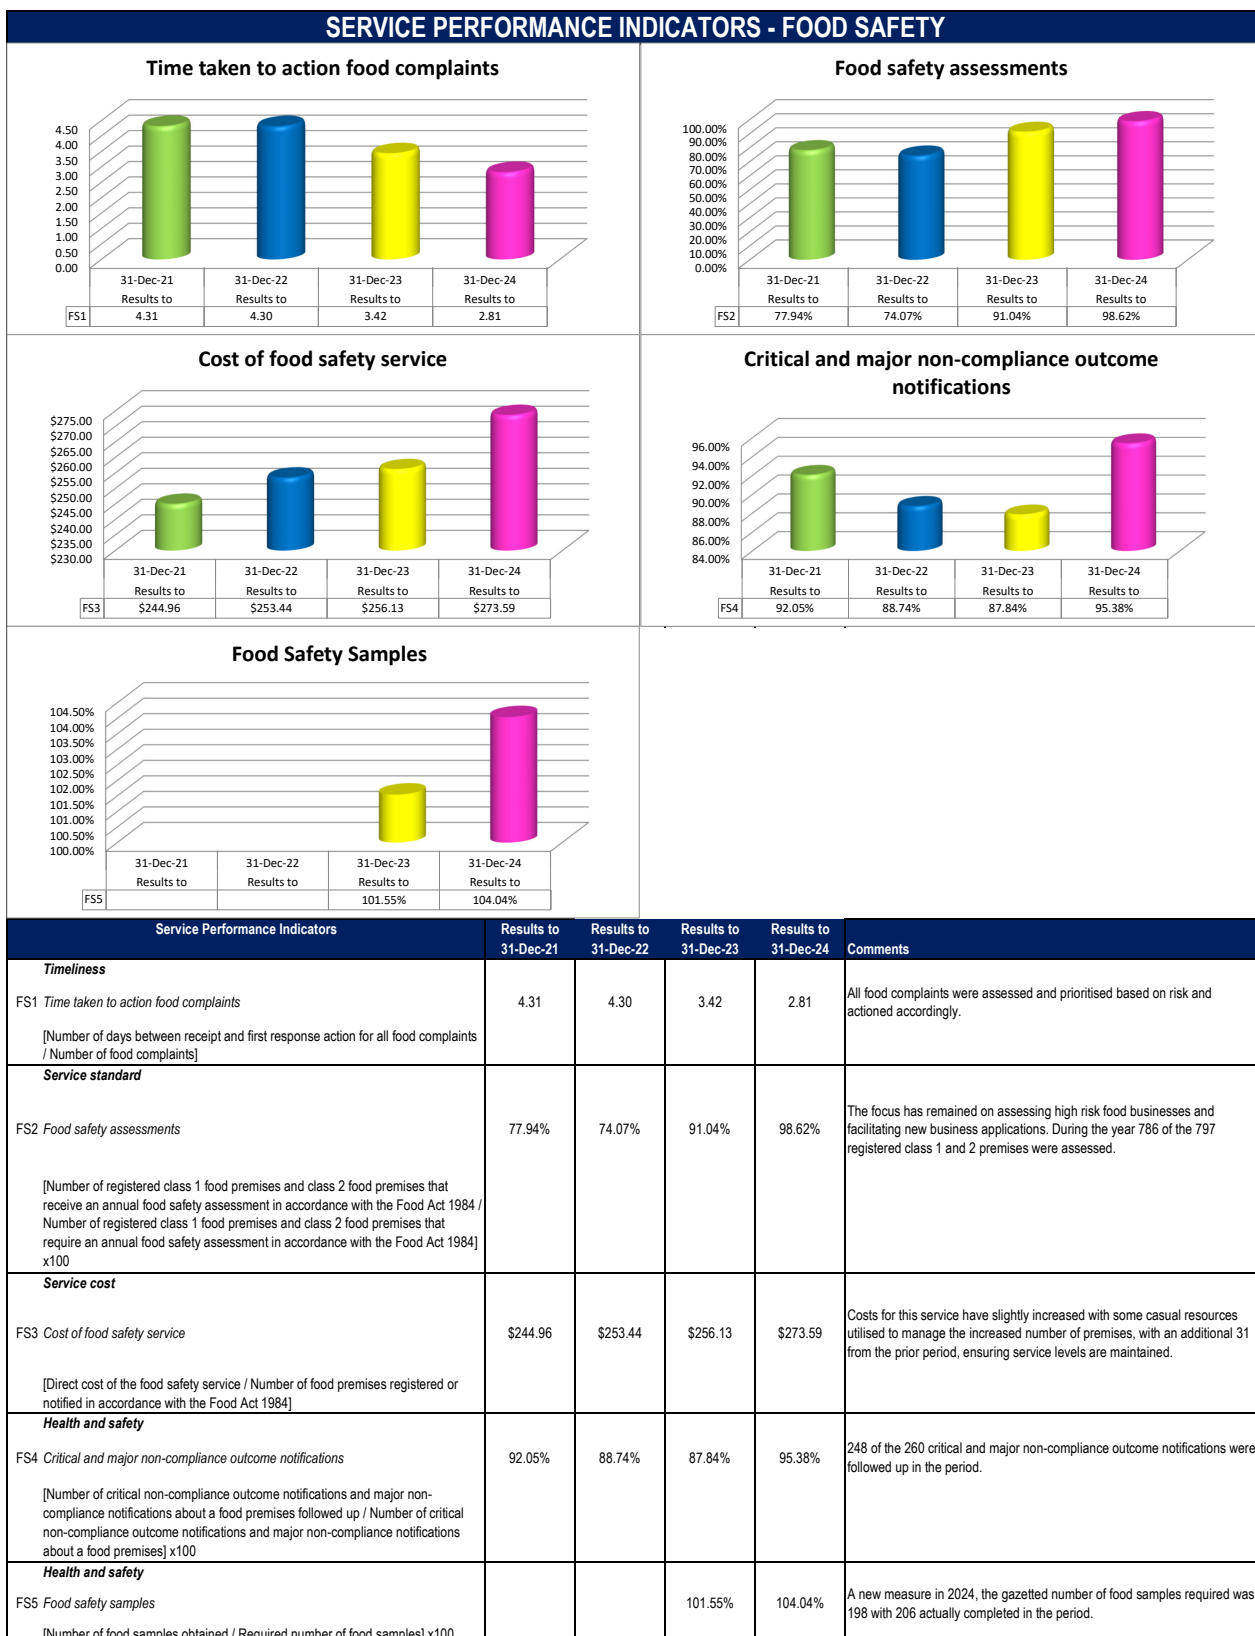 SERVICE PERFORMANCE INDICATORS - FOOD SAFETY
Time taken to action food complaints
4.50
4.00
3.50
3.00
2.50
2.00
1.50
1.00
0.50
0.00
31-Dec-21 31-Dec-22 31-Dec-23 31-Dec-24
Results to Results to Results to Results to
FS1 4.31 4.30 3.42 2.81
Food safety assessments
100.00%
90.00%
80.00%
70.00%
60.00%
50.00%
40.00%
30.00%
20.00%
10.00%
0.00%
31-Dec-21 31-Dec-22 31-Dec-23 31-Dec-24
Results to Results to Results to Results to
FS2 77.94% 74.07% 91.04% 98.62%
Cost of food safety service
$275.00
$270.00
$265.00
$260.00
$255.00
$250.00
$245.00
$240.00
$235.00
$230.00
31-Dec-21 31-Dec-22 31-Dec-23 31-Dec-24
Results to Results to Results to Results to
FS3 $244.96 $253.44 $256.13 $273.59
Critical and major non-compliance outcome
notifications
96.00%
94.00%
92.00%
90.00%
88.00%
86.00%
84.00%
31-Dec-21 31-Dec-22 31-Dec-23 31-Dec-24
Results to Results to Results to Results to
FS4 92.05% 88.74% 87.84% 95.38%
Food Safety Samples
104.50%
104.00%
103.50%
103.00%
102.50%
102.00%
101.50%
101.00%
100.50%
100.00%
31-Dec-21 31-Dec-22 31-Dec-23 31-Dec-24
Results to Results to Results to Results to
FS5 101.55% 104.04%
Service Performance Indicators Results to Results to Results to Results to
31-Dec-21 31-Dec-22 31-Dec-23 31-Dec-24 Comments
Timeliness
FS1 Time taken to action food complaints 4.31 4.30 3.42 2.81
All food complaints were assessed and prioritised based on risk and
actioned accordingly.
[Number of days between receipt and first response action for all food complaints
/ Number of food complaints]
Service standard
FS2 Food safety assessments 77.94% 74.07% 91.04% 98.62%
The focus has remained on assessing high risk food businesses and
facilitating new business applications. During the year 786 of the 797
registered class 1 and 2 premises were assessed.
[Number of registered class 1 food premises and class 2 food premises that
receive an annual food safety assessment in accordance with the Food Act 1984 /
Number of registered class 1 food premises and class 2 food premises that
require an annual food safety assessment in accordance with the Food Act 1984]
x100
Service cost
FS3 Cost of food safety service $244.96 $253.44 $256.13 $273.59
Costs for this service have slightly increased with some casual resources
utilised to manage the increased number of premises, with an additional 31
from the prior period, ensuring service levels are maintained.
[Direct cost of the food safety service / Number of food premises registered or
notified in accordance with the Food Act 1984]
Health and safety
FS4 Critical and major non-compliance outcome notifications 92.05% 88.74% 87.84% 95.38%
248 of the 260 critical and major non-compliance outcome notifications were
followed up in the period.
[Number of critical non-compliance outcome notifications and major non-
compliance notifications about a food premises followed up / Number of critical
non-compliance outcome notifications and major non-compliance notifications
about a food premises] x100
Health and safety
FS5 Food safety samples 101.55% 104.04%
A new measure in 2024, the gazetted number of food samples required was
198 with 206 actually completed in the period.
[Number of food samples obtained / Required number of food samples] x100